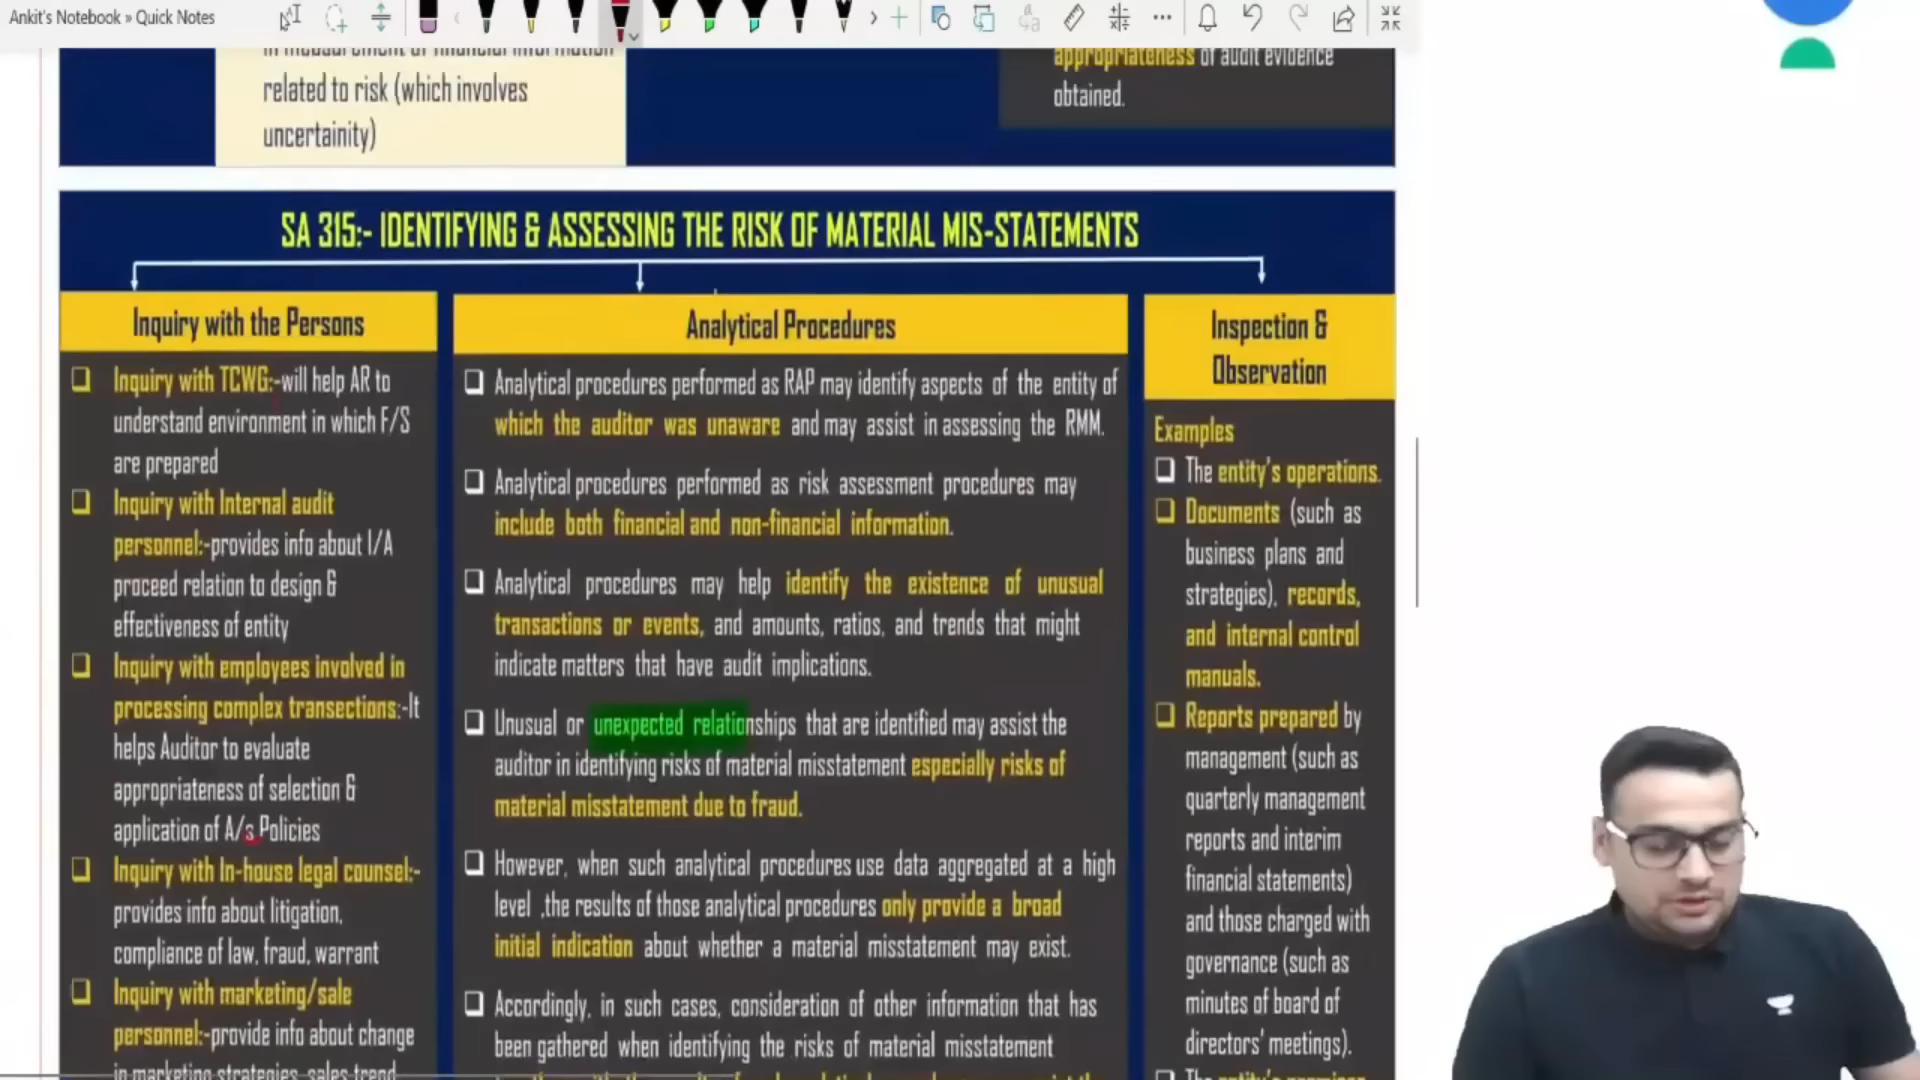 Ankit's Notebook » Quick Notes
in measurement of financial information
related to risk (which involves
uncertainity)
appropriateness of audit evidence
obtained.
SA 315:- IDENTIFYING & ASSESSING THE RISK OF MATERIAL MIS-STATEMENTS
Inquiry with the Persons
❑ Inquiry with TCWG:-will help AR to
understand environment in which F/S
are prepared
❑ Inquiry with Internal audit
personnel:-provides info about I/A
proceed relation to design &
effectiveness of entity
❑ Inquiry with employees involved in
processing complex transections:-It
helps Auditor to evaluate
appropriateness of selection &
application of A/s Policies
❑ Inquiry with In-house legal counsel:-
provides info about litigation,
compliance of law, fraud, warrant
❑ Inquiry with marketing/sale
personnel:-provide info about change
in marketing strategies, sales trend
Analytical Procedures
❑ Analytical procedures performed as RAP may identify aspects of the entity of
which the auditor was unaware and may assist in assessing the RMM.
❑ Analytical procedures performed as risk assessment procedures may
include both financial and non-financial information.
❑ Analytical procedures may help identify the existence of unusual
transactions or events, and amounts, ratios, and trends that might
indicate matters that have audit implications.
❑ Unusual or unexpected relationships that are identified may assist the
auditor in identifying risks of material misstatement especially risks of
material misstatement due to fraud.
❑ However, when such analytical procedures use data aggregated at a high
level ,the results of those analytical procedures only provide a broad
initial indication about whether a material misstatement may exist.
❑ Accordingly, in such cases, consideration of other information that has
been gathered when identifying the risks of material misstatement
Inspection &
Observation
Examples
❑ The entity's operations.
❑ Documents (such as
business plans and
strategies), records,
and internal control
manuals.
❑ Reports prepared by
management (such as
quarterly management
reports and interim
financial statements)
and those charged with
governance (such as
minutes of board of
directors' meetings).
❑ The entity's premises